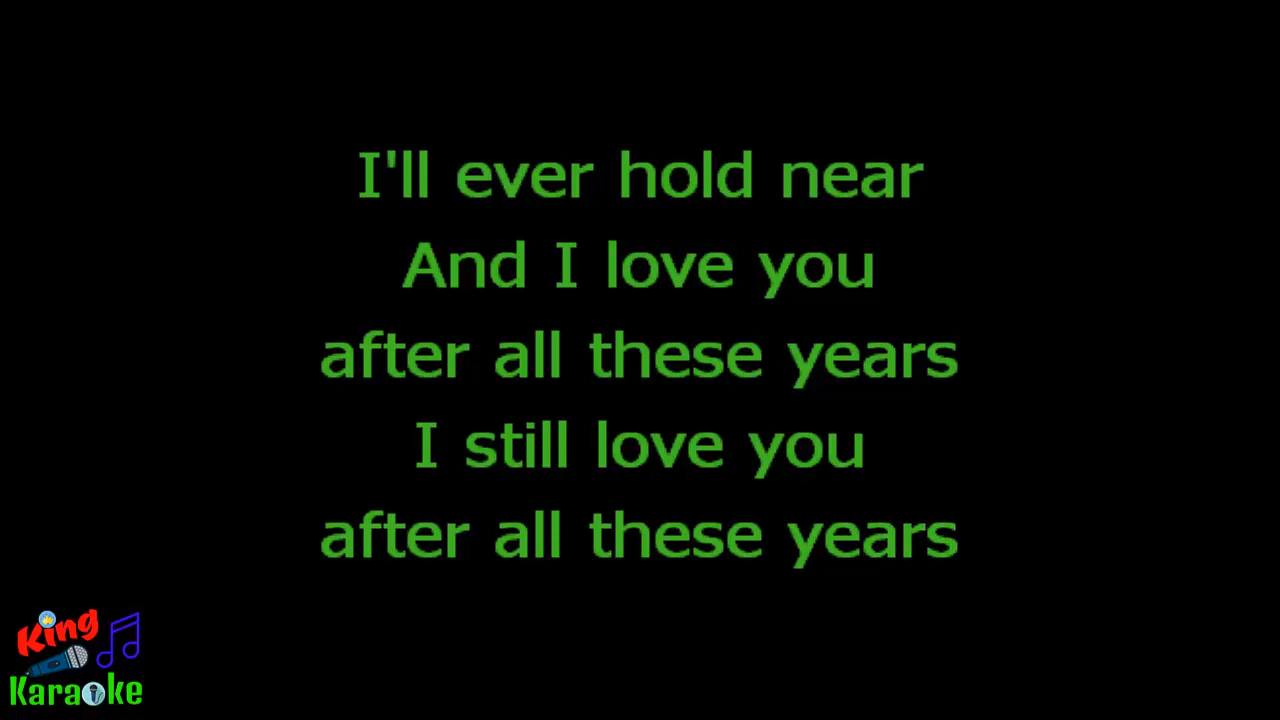 I'll ever hold near
And I love you
after all these years
I still love you
after all these years
King
Karaoke